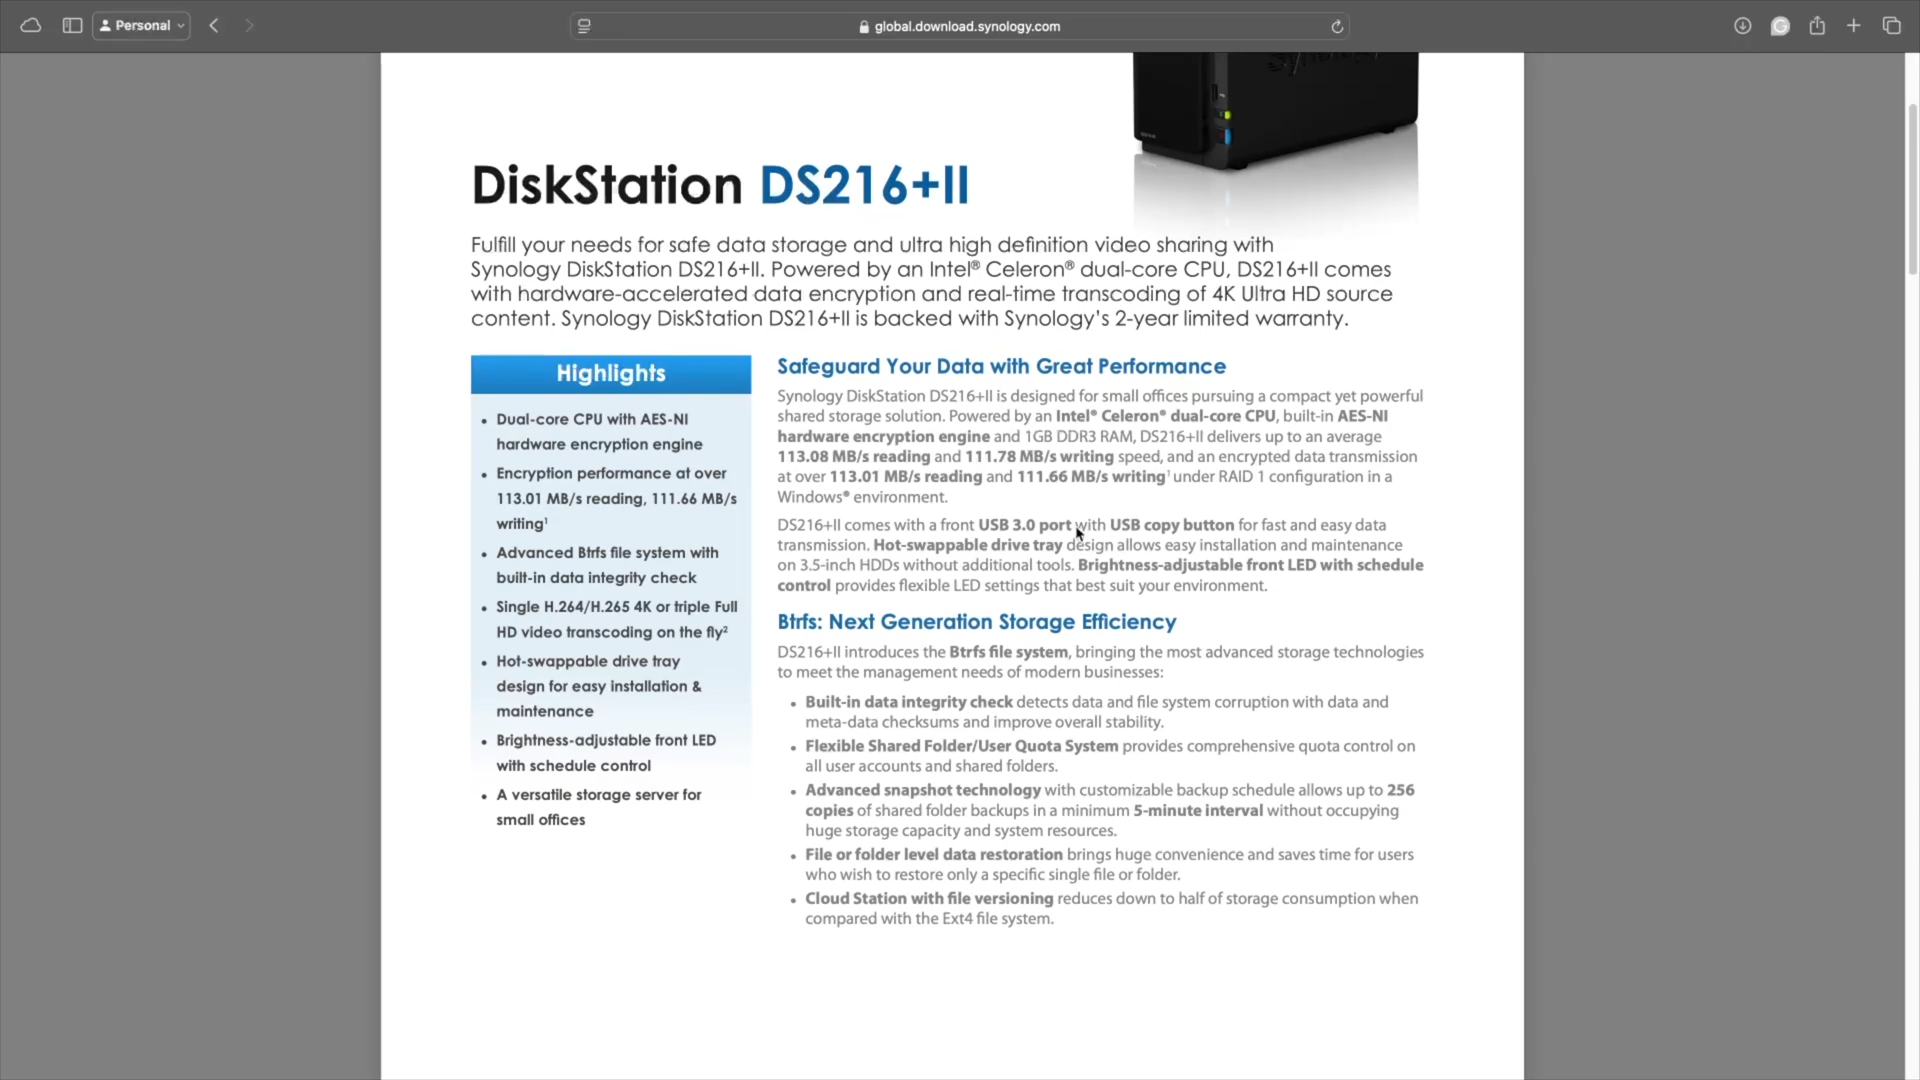 Personal
global.download.synology.com
DiskStation DS216+II
Fulfill your needs for safe data storage and ultra high definition video sharing with
Synology DiskStation DS216+II. Powered by an Intel® Celeron® dual-core CPU, DS216+II comes
with hardware-accelerated data encryption and real-time transcoding of 4K Ultra HD source
content. Synology DiskStation DS216+II is backed with Synology’s 2-year limited warranty.
Highlights
• Dual-core CPU with AES-NI
hardware encryption engine
• Encryption performance at over
113.01 MB/s reading, 111.66 MB/s
writing¹
• Advanced Btrfs file system with
built-in data integrity check
• Single H.264/H.265 4K or triple Full
HD video transcoding on the fly²
• Hot-swappable drive tray
design for easy installation &
maintenance
• Brightness-adjustable front LED
with schedule control
• A versatile storage server for
small offices
Safeguard Your Data with Great Performance
Synology DiskStation DS216+II is designed for small offices pursuing a compact yet powerful
shared storage solution. Powered by an Intel® Celeron® dual-core CPU, built-in AES-NI
hardware encryption engine and 1GB DDR3 RAM, DS216+II delivers up to an average
113.08 MB/s reading and 111.78 MB/s writing speed, and an encrypted data transmission
at over 113.01 MB/s reading and 111.66 MB/s writing¹ under RAID 1 configuration in a
Windows® environment.
DS216+II comes with a front USB 3.0 port with USB copy button for fast and easy data
transmission. Hot-swappable drive tray design allows easy installation and maintenance
on 3.5-inch HDDs without additional tools. Brightness-adjustable front LED with schedule
control provides flexible LED settings that best suit your environment.
Btrfs: Next Generation Storage Efficiency
DS216+II introduces the Btrfs file system, bringing the most advanced storage technologies
to meet the management needs of modern businesses:
• Built-in data integrity check detects data and file system corruption with data and
meta-data checksums and improve overall stability.
• Flexible Shared Folder/User Quota System provides comprehensive quota control on
all user accounts and shared folders.
• Advanced snapshot technology with customizable backup schedule allows up to 256
copies of shared folder backups in a minimum 5-minute interval without occupying
huge storage capacity and system resources.
• File or folder level data restoration brings huge convenience and saves time for users
who wish to restore only a specific single file or folder.
• Cloud Station with file versioning reduces down to half of storage consumption when
compared with the Ext4 file system.